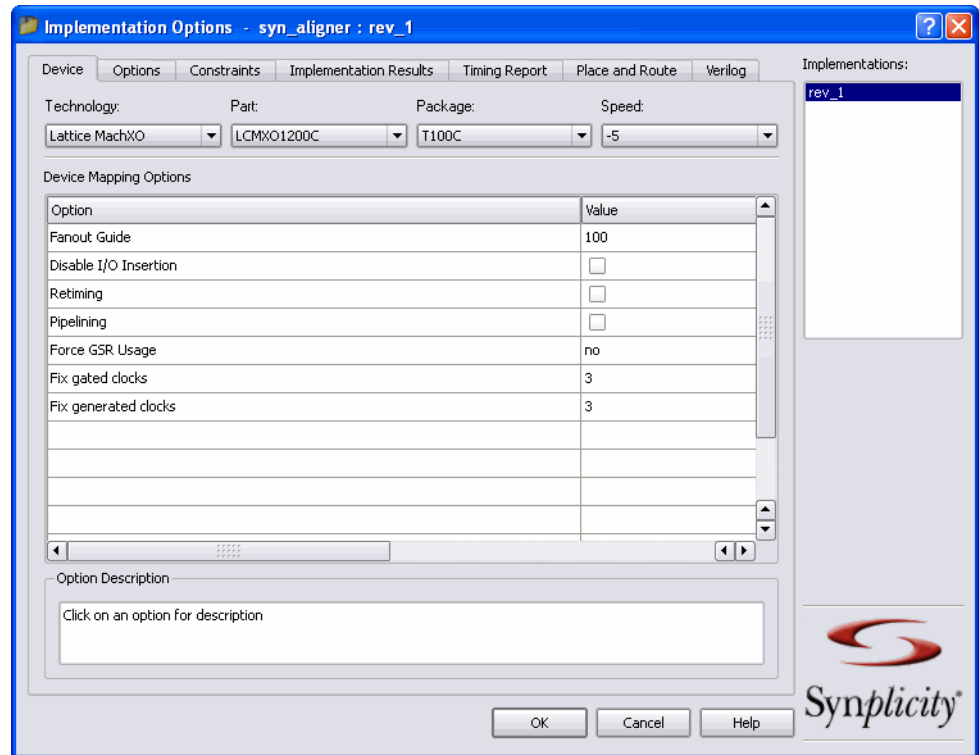 Implementation Options - syn_aligner : rev_1
Device Options Constraints Implementation Results Timing Report Place and Route Verilog
Implementations:
rev_1
Technology: Part: Package: Speed:
Lattice MachXO LCMXO1200C T100C -5
Device Mapping Options
Option Value
Fanout Guide 100
Disable I/O Insertion
Retiming
Pipelining
Force GSR Usage no
Fix gated clocks 3
Fix generated clocks 3
Option Description
Click on an option for description
OK Cancel Help
Synplicity®